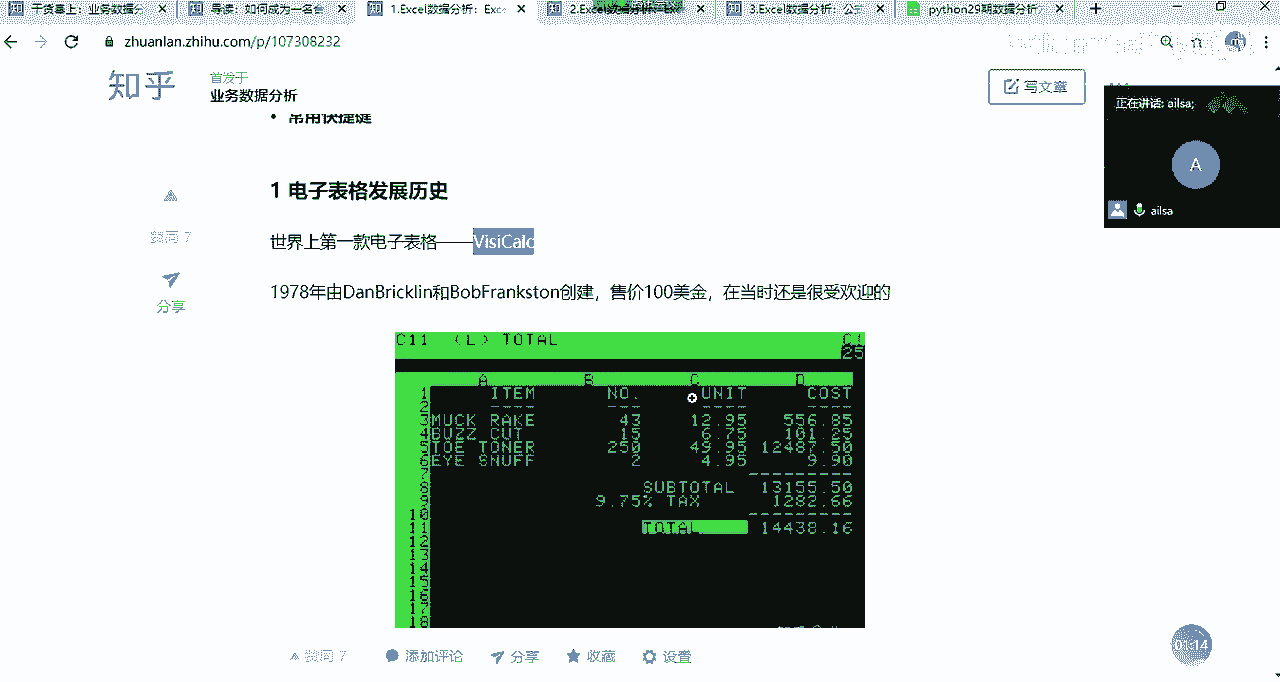 干货奉上：业务数据分
导读：如何成为一名合
1.Excel数据分析：Exc
2.Excel数据分析：Exc
3.Excel数据分析：公式
python29期数据分析
zhuanlan.zhihu.com/p/107308232
知乎
首发于
业务数据分析
写文章
正在讲话: ailsa;
A
ailsa
常用快捷键
1 电子表格发展历史
赞同 7
世界上第一款电子表格——VisiCalc
分享
1978年由DanBricklin和BobFrankston创建，售价100美金，在当时还是很受欢迎的
C11 (L) TOTAL C!
25
A B C D
1 ITEM NO. UNIT COST
2 ---- --- ---- ----
3 MUCK RAKE 43 12.95 556.85
4 BUZZ CUT 15 6.75 101.25
5 TOE TONER 250 49.95 12487.50
6 EYE SNUFF 2 4.95 9.90
7 --------
8 SUBTOTAL 13155.50
9 9.75% TAX 1282.66
10 --------
11 TOTAL 14438.16
12
13
14
15
16
17
18
赞同 7 添加评论 分享 收藏 设置
01:14